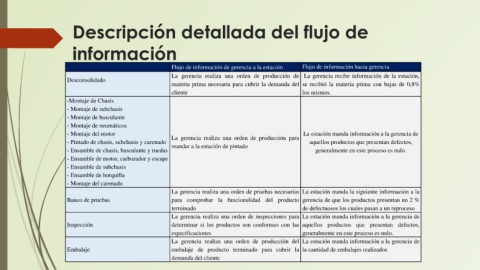 Descripción detallada del flujo de
información
Flujo de información de gerencia a la estación
Flujo de información hacia gerencia
Desconsolidado
La gerencia realiza una orden de producción de
materia prima necesaria para cubrir la demanda del
cliente
La gerencia recibe información de la estación,
se recibió la materia prima con bajas de 0,8%
los mismos.
-Montaje de Chasis
- Montaje de subchasis
- Montaje de basculante
- Montaje de neumáticos
- Montaje del motor
- Pintado de chasis, subchasis y carenado
- Ensamble de chasis, basculante y ruedas
- Ensamble de motor, carburador y escape
- Ensamble de subchasis
- Ensamble de horquilla
- Montaje del carenado
La gerencia realiza una orden de producción para
mandar a la estación de pintado
La estación manda información a la gerencia de
aquellos productos que presentan defectos,
generalmente en este proceso es nulo.
Banco de pruebas
La gerencia realiza una orden de pruebas necesarias
para comprobar la funcionalidad del producto
terminado
La estación manda la siguiente información a la
gerencia de que los productos presentan un 2 %
de defectuosos los cuales pasan a un reproceso
Inspección
La gerencia realiza una orden de inspecciones para
determinar si los productos son conformes con las
especificaciones
La estación manda información a la gerencia de
aquellos productos que presentan defectos,
generalmente en este proceso es nulo.
Embalaje
La gerencia realiza una orden de producción del
embalaje de producto terminado para cubrir la
demanda del cliente
La estación manda información a la gerencia de
la cantidad de embalajes realizados